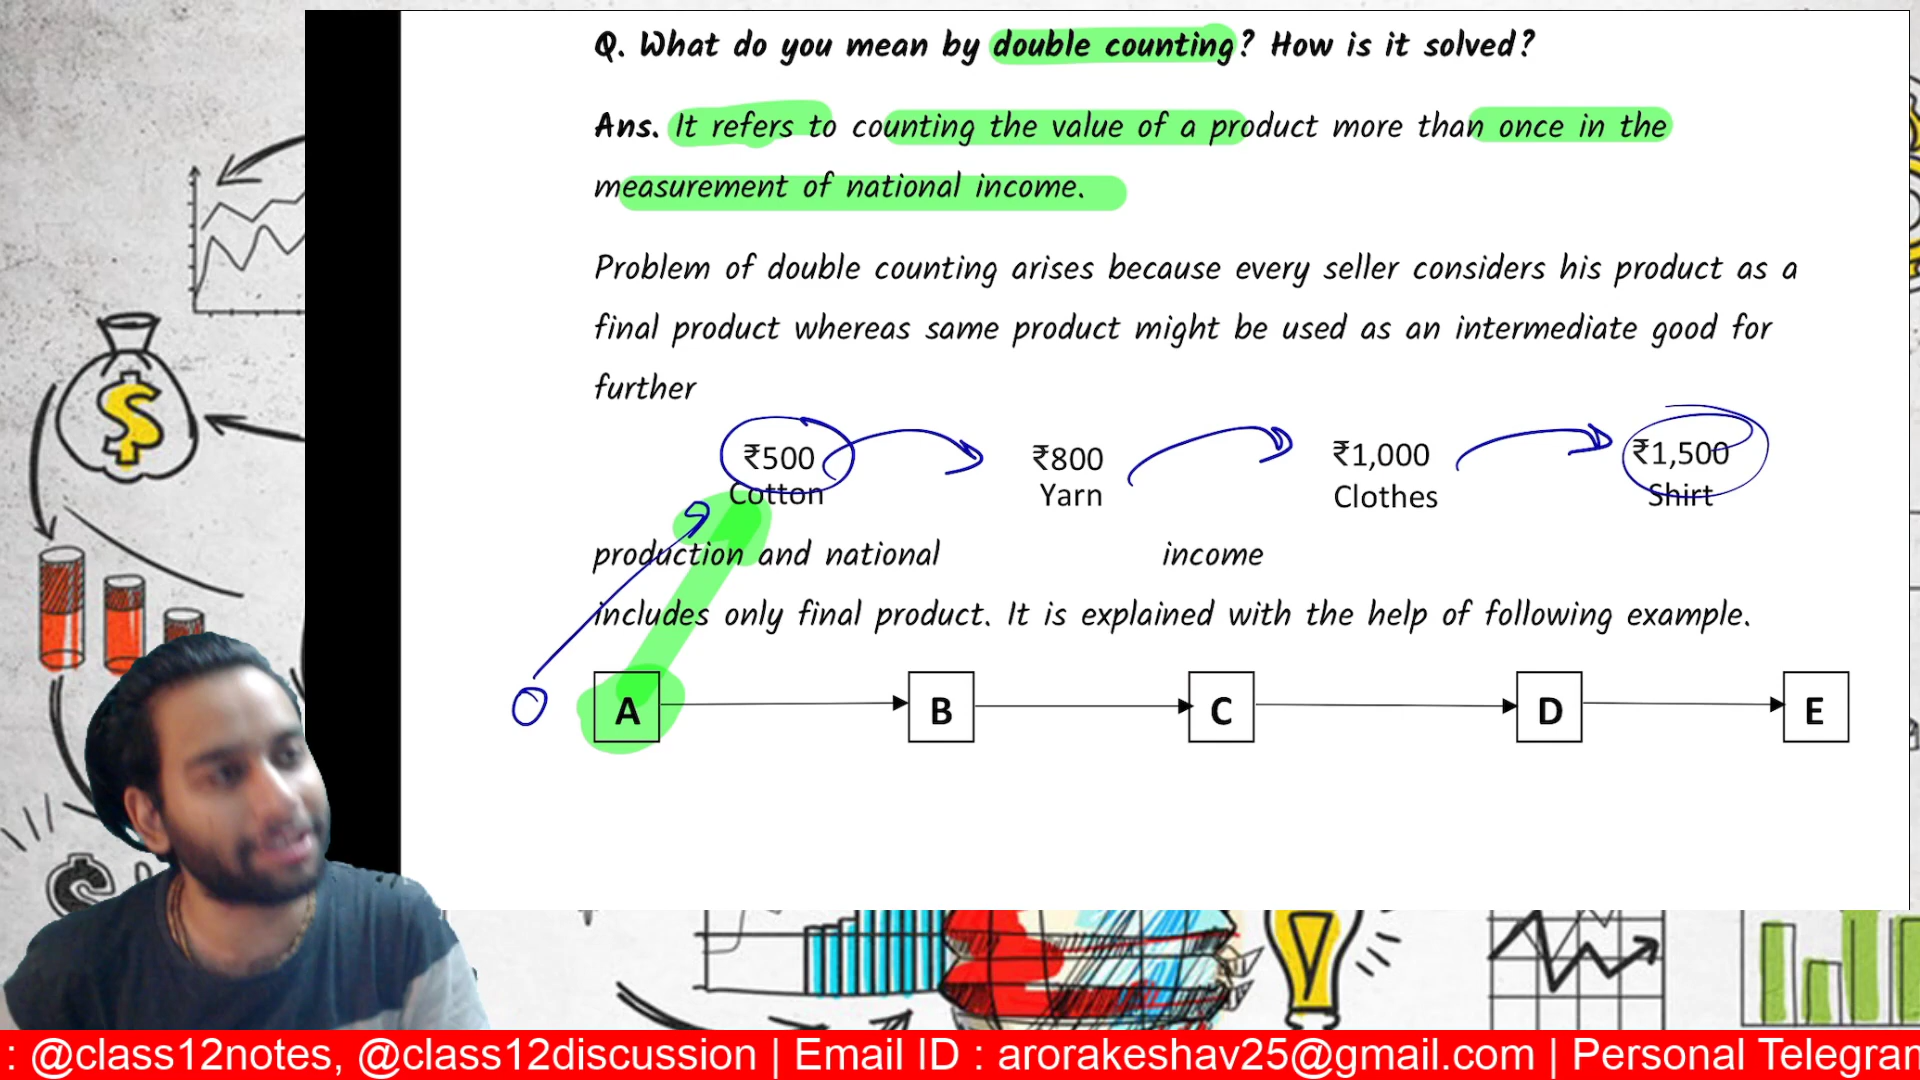 Q. What do you mean by double counting? How is it solved?
Ans. It refers to counting the value of a product more than once in the
measurement of national income.
Problem of double counting arises because every seller considers his product as a
final product whereas same product might be used as an intermediate good for
further
₹500 ₹800 ₹1,000 ₹1,500
Cotton Yarn Clothes Shirt
production and national income
includes only final product. It is explained with the help of following example.
A B C D E
: @class12notes, @class12discussion | Email ID : arorakeshav25@gmail.com | Personal Telegram